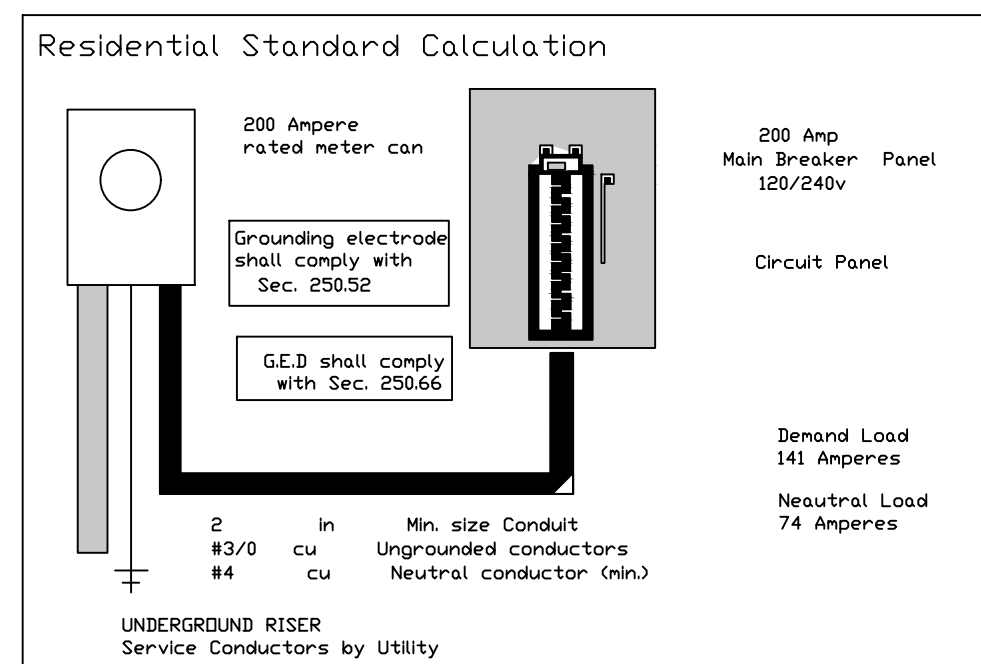 Residential Standard Calculation
200 Ampere
rated meter can
200 Amp
Main Breaker Panel
120/240v
Grounding electrode
shall comply with
Sec. 250.52
Circuit Panel
G.E.D shall comply
with Sec. 250.66
Demand Load
141 Amperes
Neautral Load
74 Amperes
2 in Min. size Conduit
#3/0 cu Ungrounded conductors
#4 cu Neutral conductor (min.)
UNDERGROUND RISER
Service Conductors by Utility